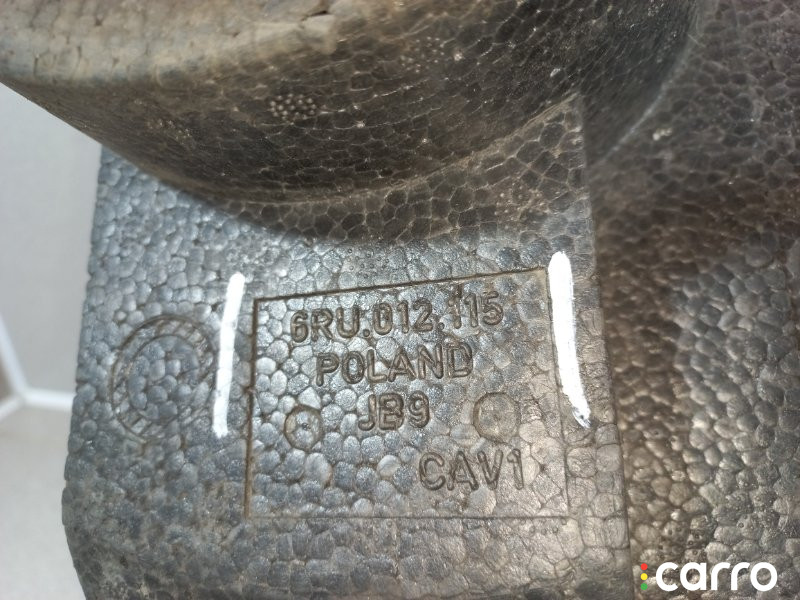 6RU.012.115
POLAND
JB9
CAV1
carro